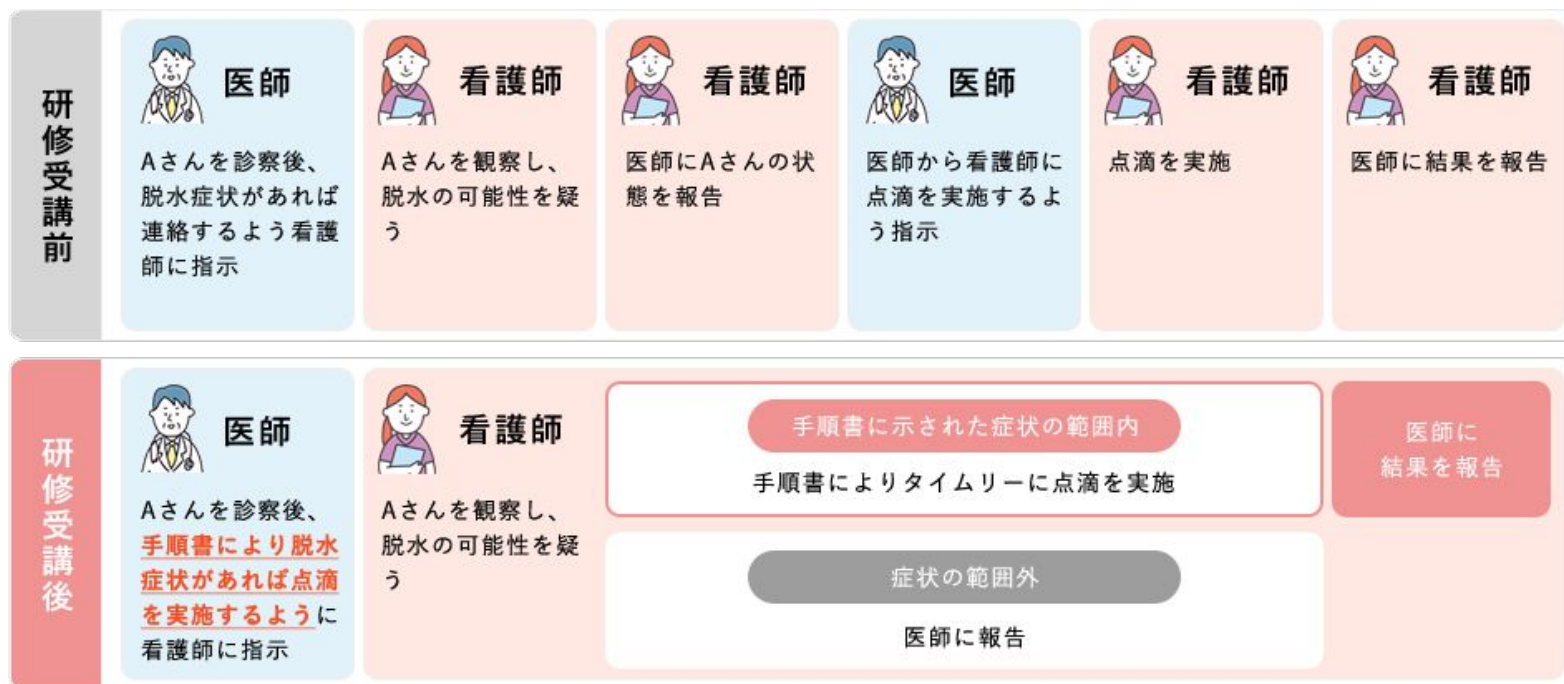 研修受講前
医師
Aさんを診察後、
脱水症状があれば
連絡するよう看護
師に指示
看護師
Aさんを観察し、
脱水の可能性を疑
う
看護師
医師にAさんの状
態を報告
医師
医師から看護師に
点滴を実施するよ
う指示
看護師
点滴を実施
看護師
医師に結果を報告
研修受講後
医師
Aさんを診察後、
手順書により脱水
症状があれば点滴
を実施するように
看護師に指示
看護師
Aさんを観察し、
脱水の可能性を疑
う
手順書に示された症状の範囲内
手順書によりタイムリーに点滴を実施
医師に
結果を報告
症状の範囲外
医師に報告